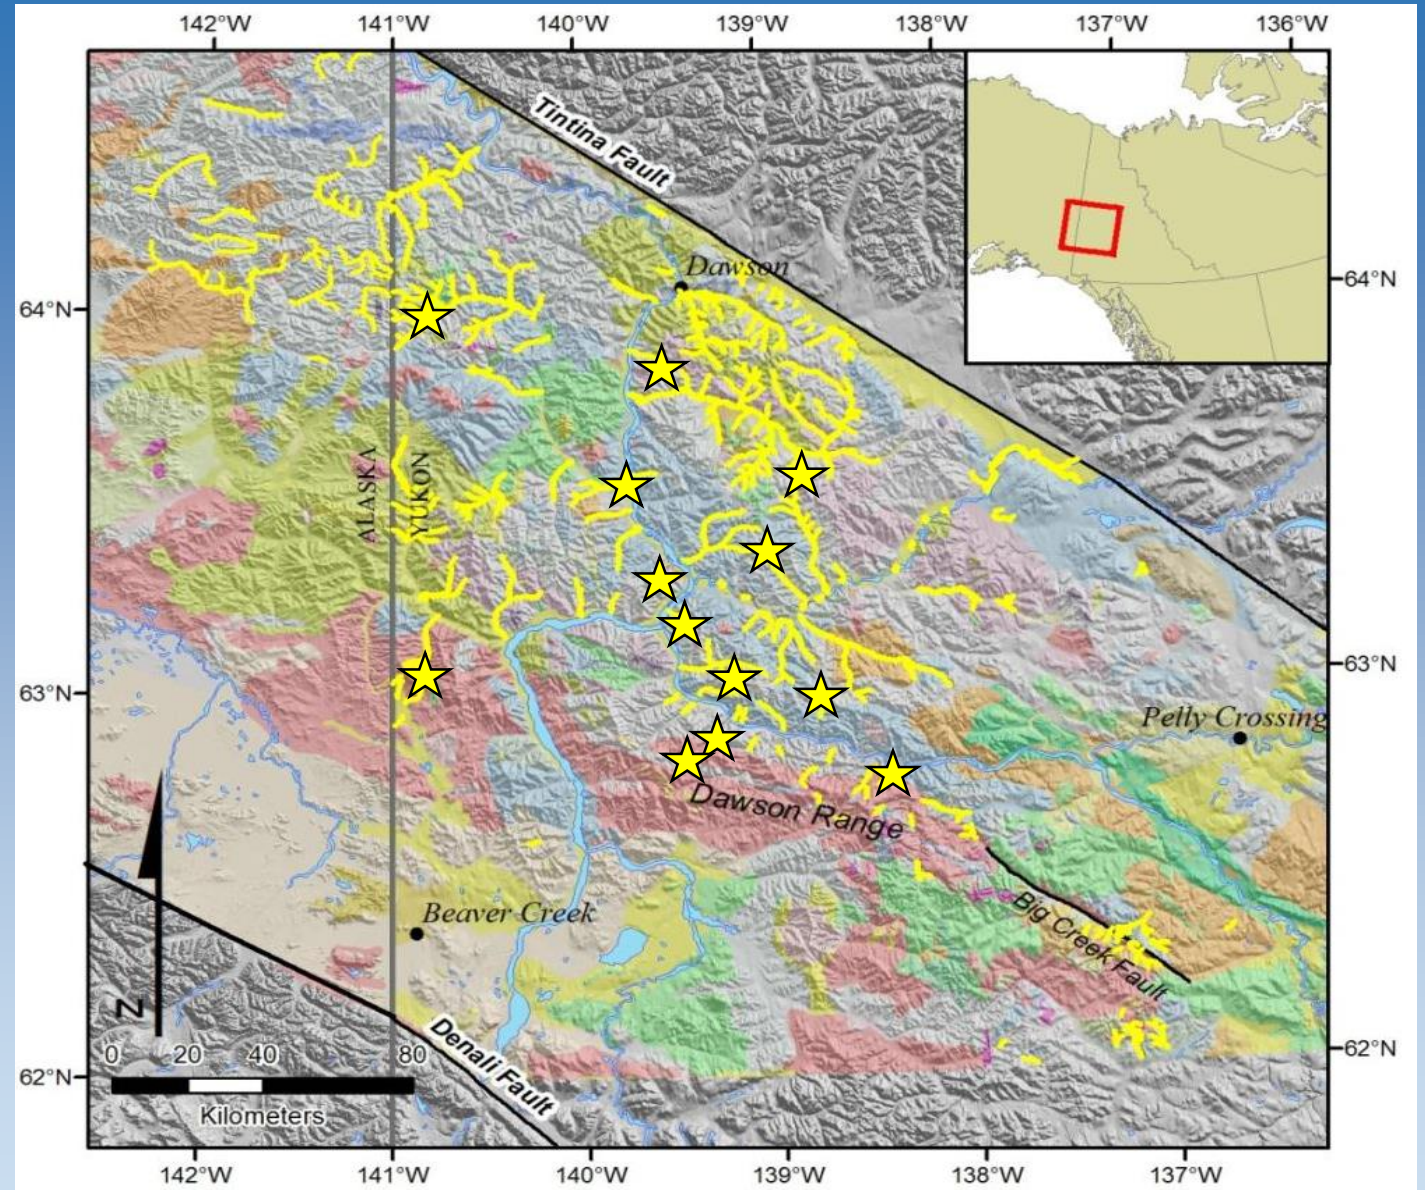 142°W 141°W 140°W 139°W 138°W 137°W 136°W
Tintina Fault
Dawson
64°N
64°N
ALASKA
YUKON
63°N
63°N
Pelly Crossing
Dawson Range
Beaver Creek
Big Creek Fault
N
Denali Fault
0 20 40 80
Kilometers
62°N
62°N
142°W 141°W 140°W 139°W 138°W 137°W